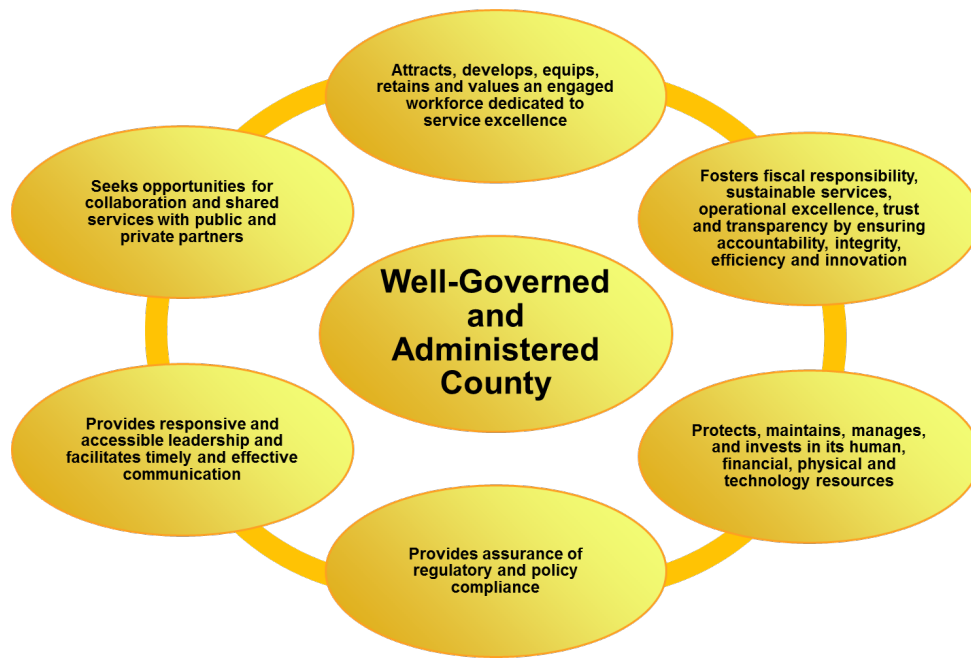 Attracts, develops, equips,
retains and values an engaged
workforce dedicated to
service excellence
Fosters fiscal responsibility,
sustainable services,
operational excellence, trust
and transparency by ensuring
accountability, integrity,
efficiency and innovation
Protects, maintains, manages,
and invests in its human,
financial, physical and
technology resources
Provides assurance of
regulatory and policy
compliance
Provides responsive and
accessible leadership and
facilitates timely and effective
communication
Seeks opportunities for
collaboration and shared
services with public and
private partners
Well-Governed
and
Administered
County